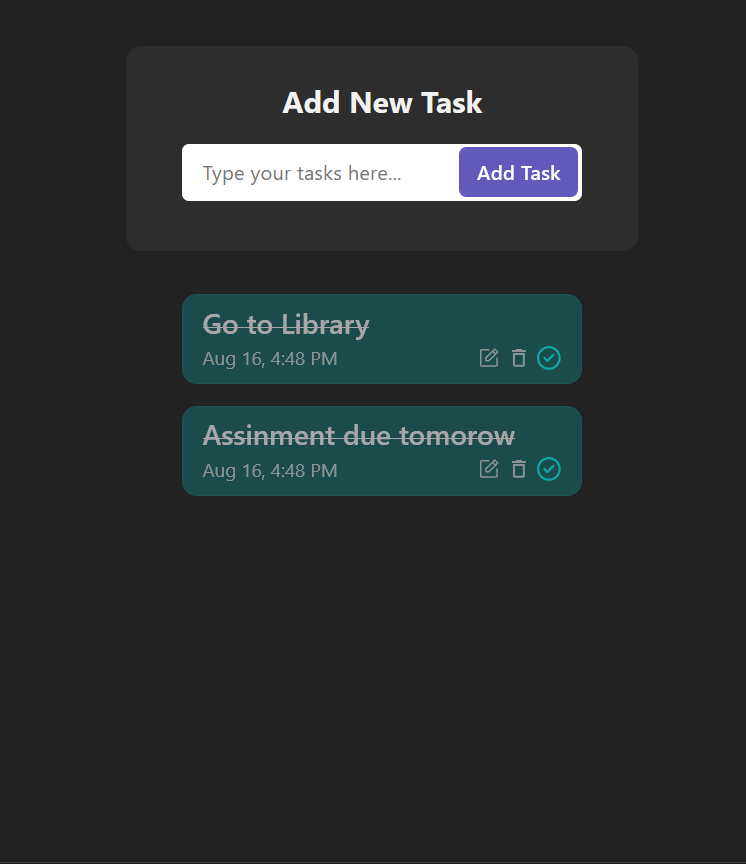 Add New Task
Type your tasks here...
Add Task
Go to Library
Aug 16, 4:48 PM
Assinment due tomorow
Aug 16, 4:48 PM